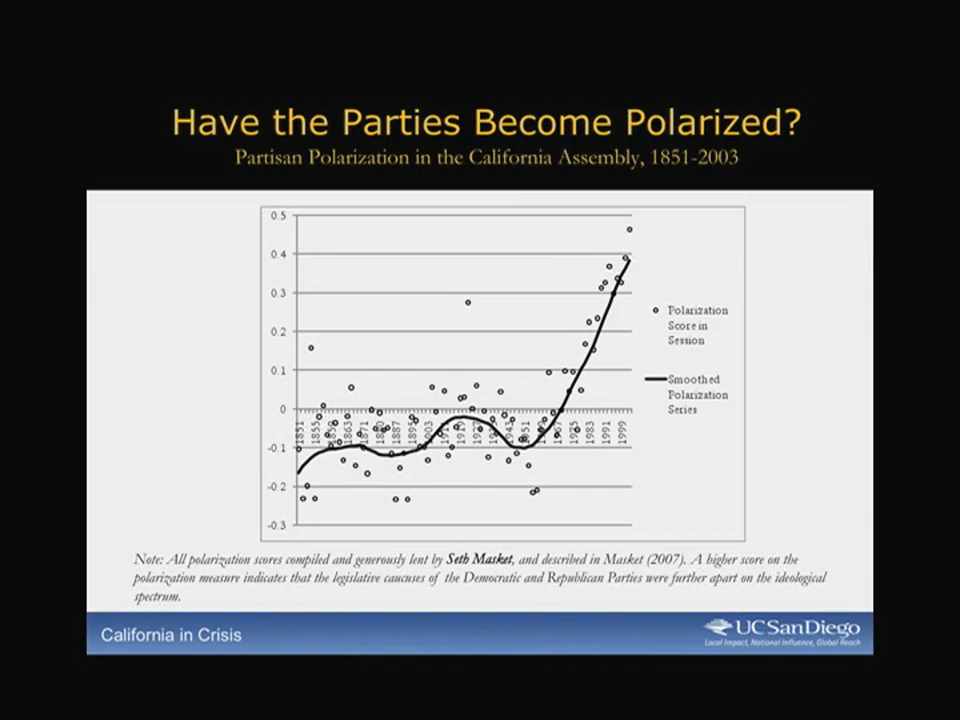 Have the Parties Become Polarized?
Partisan Polarization in the California Assembly, 1851-2003
0.5
0.4
0.3
0.2
0.1
0
-0.1
-0.2
-0.3
1851
1855
1863
1871
1887
1895
1903
1983
1991
1999
Polarization
Score in
Session
Smoothed
Polarization
Series
Note: All polarization scores compiled and generously lent by Seth Masket, and described in Masket (2007). A higher score on the
polarization measure indicates that the legislative caucuses of the Democratic and Republican Parties were further apart on the ideological
spectrum.
California in Crisis
UC San Diego
Local Impact, National Influence, Global Reach